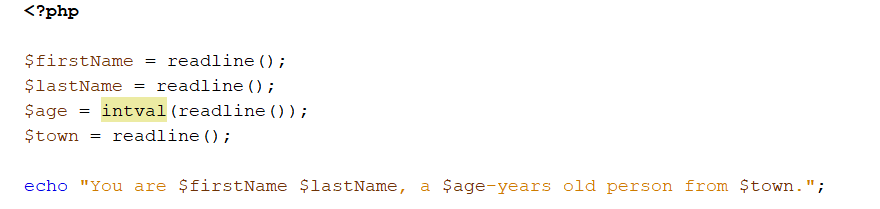 <?php
$firstName = readline();
$lastName = readline();
$age = intval(readline());
$town = readline();
echo "You are $firstName $lastName, a $age-years old person from $town.";